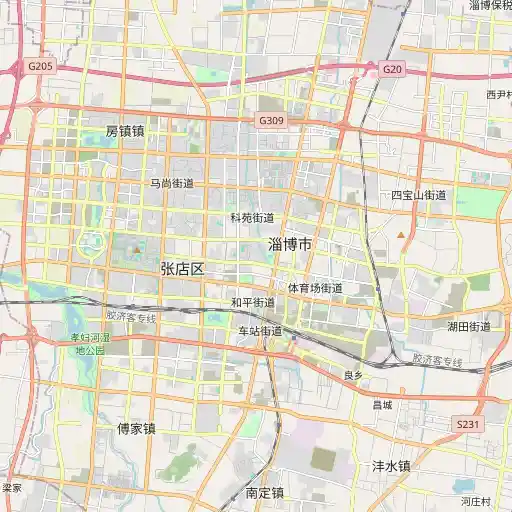 淄博保税
G205
G20
西尹村
G309
房镇镇
马尚街道
四宝山街道
科苑街道
淄博市
张店区
体育场街道
和平街道
胶济客专线
车站街道
湖田街道
孝妇河湿
地公园
胶济客专线
良乡
昌城
S231
傅家镇
沣水镇
梁家
南定镇
河庄村